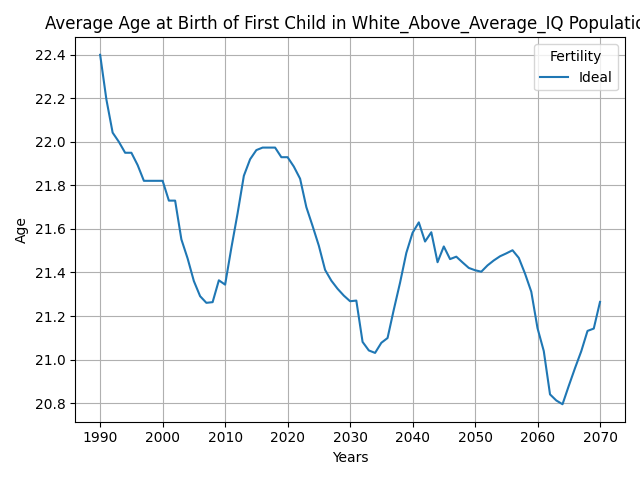 Average Age at Birth of First Child in White_Above_Average_IQ Populatio
22.4
22.2
22.0
21.8
21.6
21.4
21.2
21.0
20.8
Age
Fertility
Ideal
1990 2000 2010 2020 2030 2040 2050 2060 2070
Years